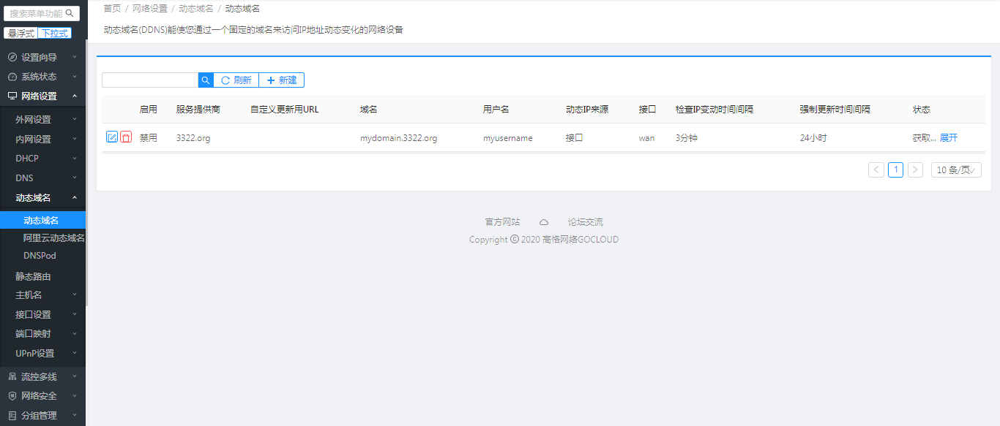 搜索菜单功能
悬浮式 下拉式
设置向导
系统状态
网络设置
外网设置
内网设置
DHCP
DNS
动态域名
动态域名
阿里云动态域名
DNSPod
静态路由
主机名
接口设置
端口映射
UPnP设置
流控多线
网络安全
分组管理
首页 / 网络设置 / 动态域名 / 动态域名
动态域名(DDNS)能使您通过一个固定的域名来访问IP地址动态变化的网络设备
刷新 新建
启用 服务提供商 自定义更新用URL 域名 用户名 动态IP来源 接口 检查IP变动时间间隔 强制更新时间间隔 状态
禁用 3322.org mydomain.3322.org myusername 接口 wan 3分钟 24小时 获取... 展开
< 1 > 10 条/页
官方网站 论坛交流
Copyright © 2020 高恪网络GOCLOUD